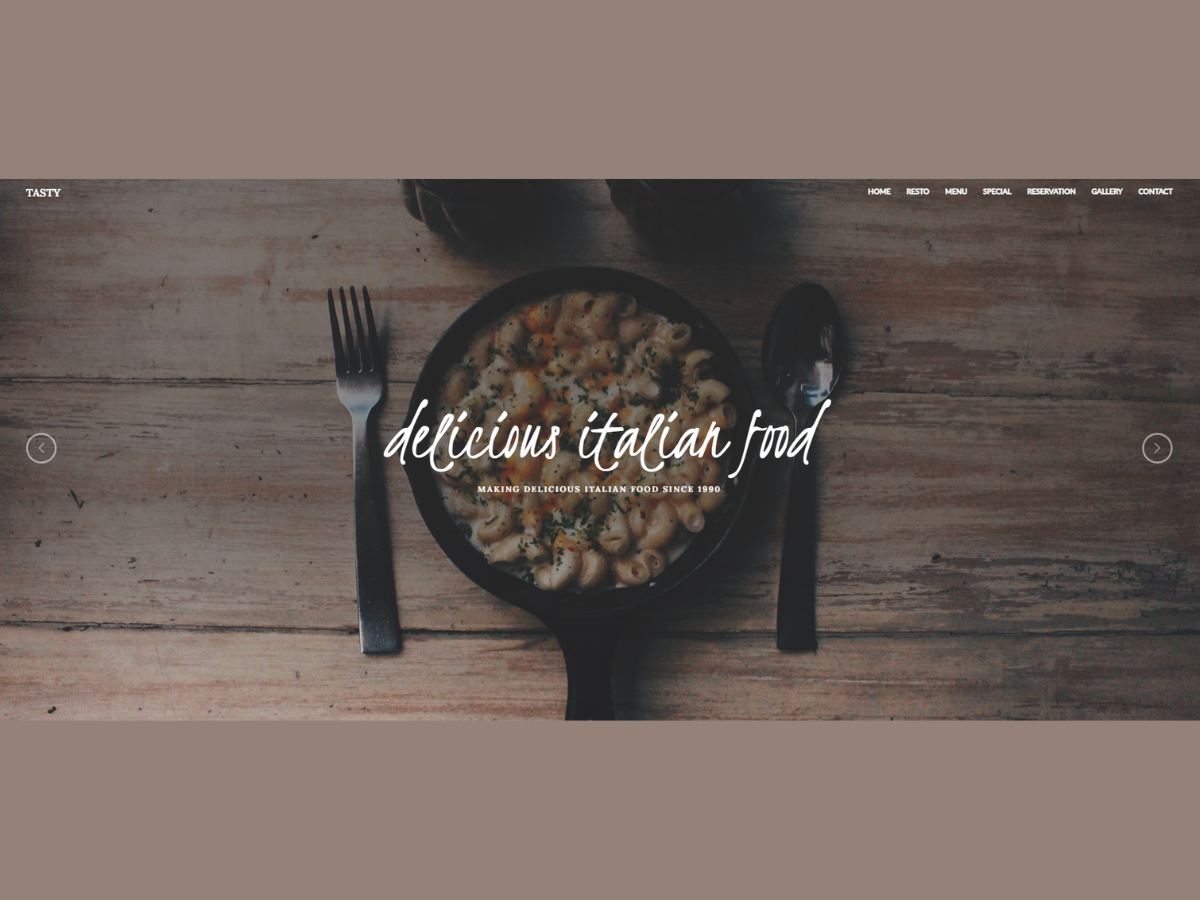 TASTY
HOME RESTO MENU SPECIAL RESERVATION GALLERY CONTACT
delicious italian food
MAKING DELICIOUS ITALIAN FOOD SINCE 1990